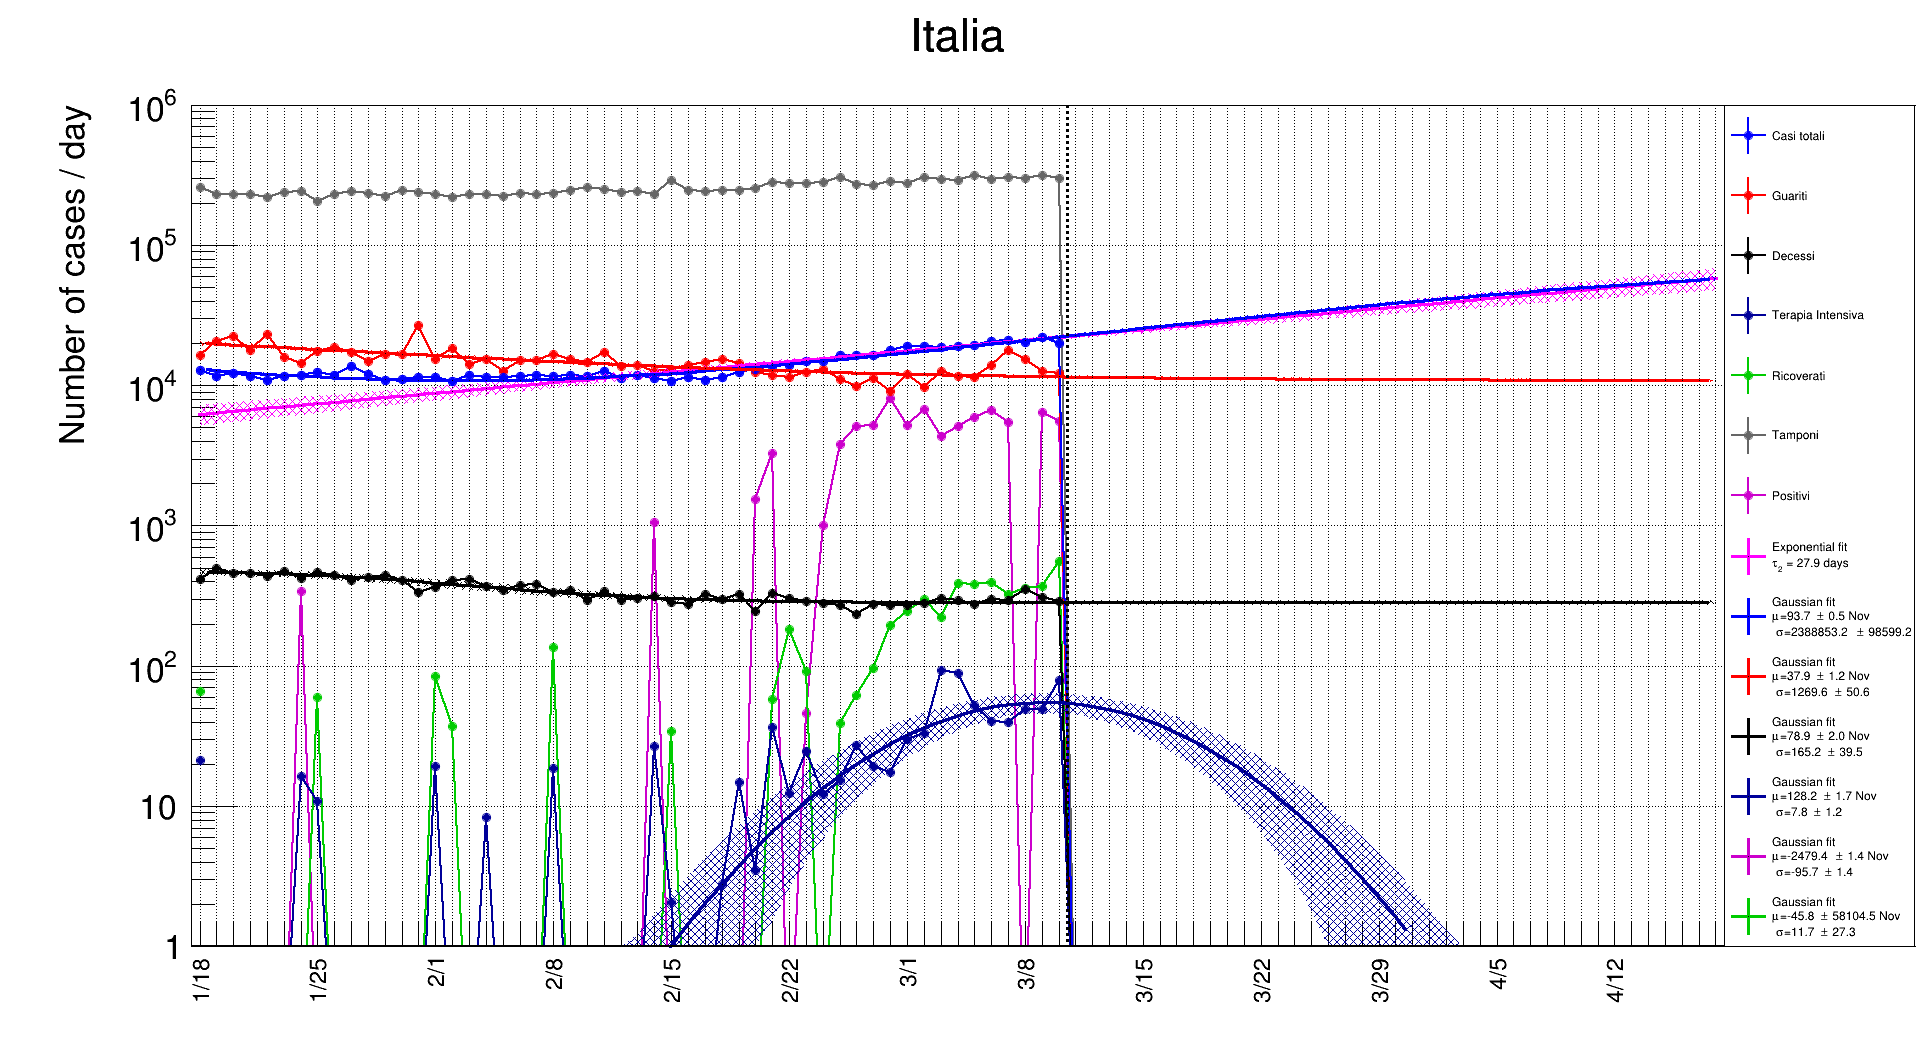 Italia
Number of cases / day
10^6
10^5
10^4
10^3
10^2
10
1
1/18
1/25
2/1
2/8
2/15
2/22
3/1
3/8
3/15
3/22
3/29
4/5
4/12
Casi totali
Guariti
Decessi
Terapia Intensiva
Ricoverati
Tamponi
Positivi
Exponential fit
τ_2 = 27.9 days
Gaussian fit
μ=93.7 ± 0.5 Nov
σ=2388853.2 ± 98599.2
Gaussian fit
μ=37.9 ± 1.2 Nov
σ=1269.6 ± 50.6
Gaussian fit
μ=78.9 ± 2.0 Nov
σ=165.2 ± 39.5
Gaussian fit
μ=128.2 ± 1.7 Nov
σ=7.8 ± 1.2
Gaussian fit
μ=-2479.4 ± 1.4 Nov
σ=-95.7 ± 1.4
Gaussian fit
μ=-45.8 ± 58104.5 Nov
σ=11.7 ± 27.3